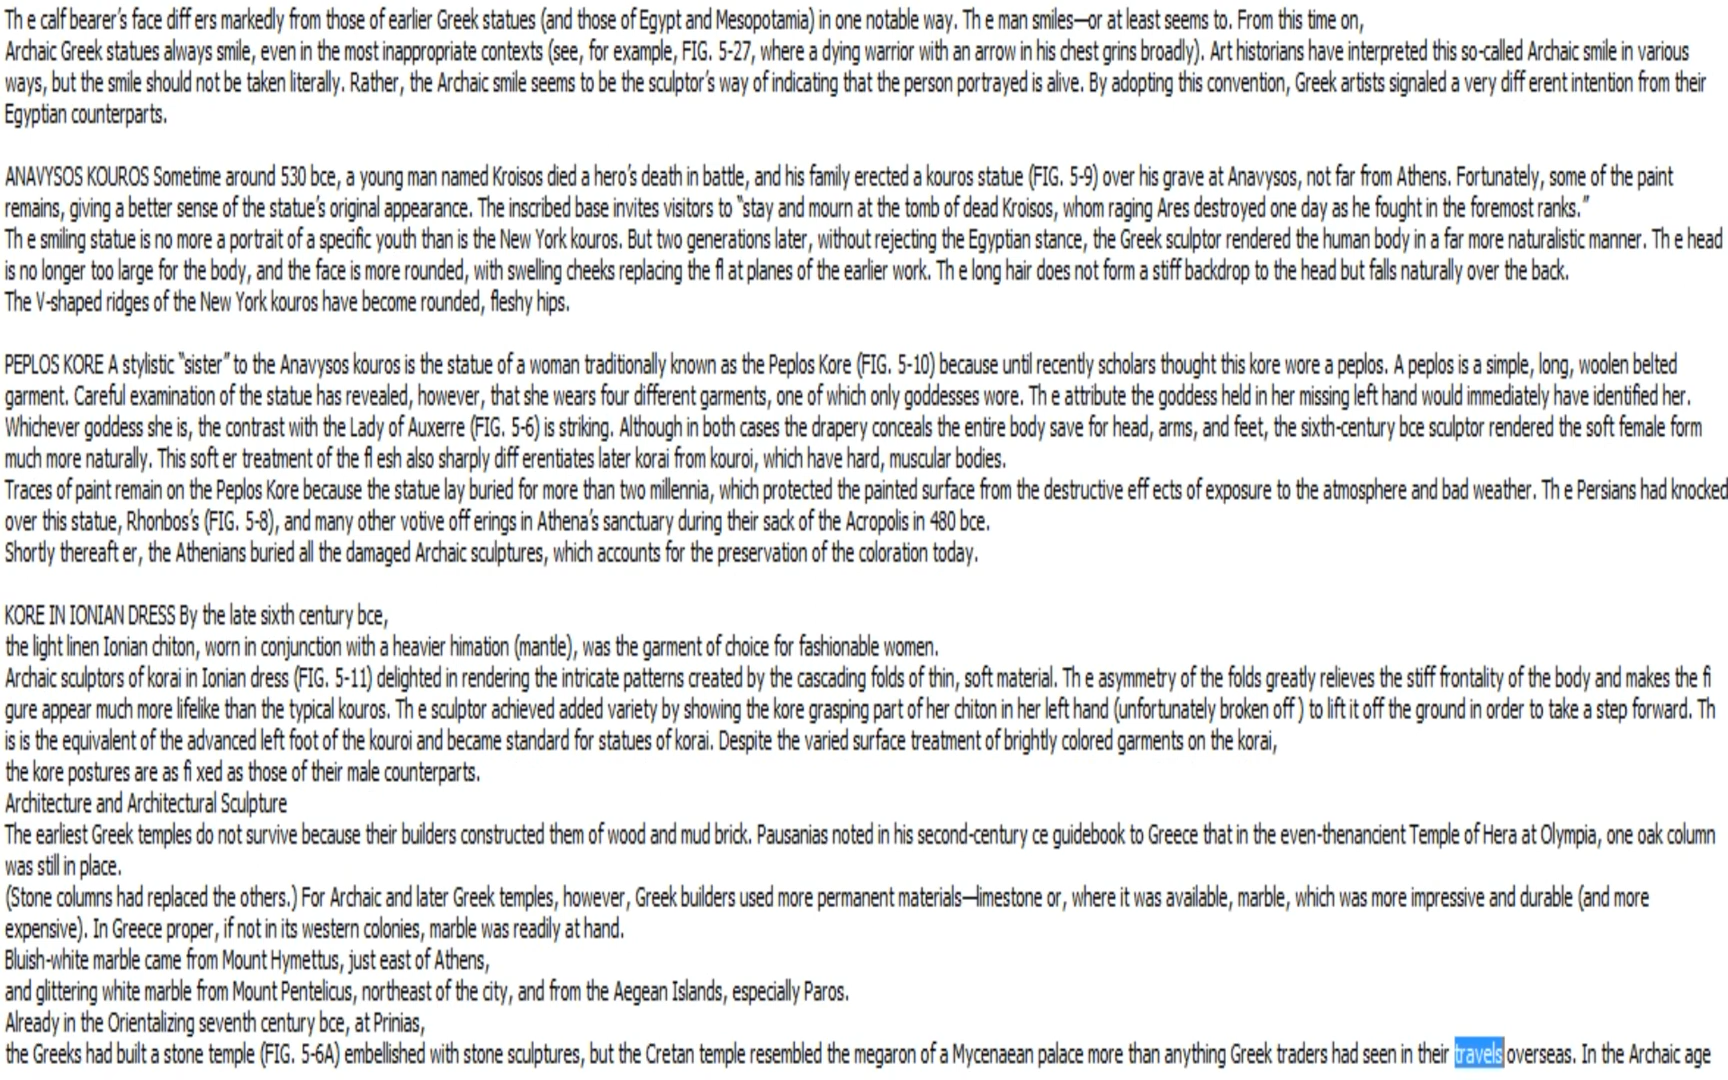 Th e calf bearer’s face diff ers markedly from those of earlier Greek statues (and those of Egypt and Mesopotamia) in one notable way. Th e man smiles—or at least seems to. From this time on,
Archaic Greek statues always smile, even in the most inappropriate contexts (see, for example, FIG. 5-27, where a dying warrior with an arrow in his chest grins broadly). Art historians have interpreted this so-called Archaic smile in various
ways, but the smile should not be taken literally. Rather, the Archaic smile seems to be the sculptor’s way of indicating that the person portrayed is alive. By adopting this convention, Greek artists signaled a very diff erent intention from their
Egyptian counterparts.

ANAVYSOS KOUROS Sometime around 530 bce, a young man named Kroisos died a hero’s death in battle, and his family erected a kouros statue (FIG. 5-9) over his grave at Anavysos, not far from Athens. Fortunately, some of the paint
remains, giving a better sense of the statue’s original appearance. The inscribed base invites visitors to “stay and mourn at the tomb of dead Kroisos, whom raging Ares destroyed one day as he fought in the foremost ranks.”
Th e smiling statue is no more a portrait of a specific youth than is the New York kouros. But two generations later, without rejecting the Egyptian stance, the Greek sculptor rendered the human body in a far more naturalistic manner. Th e head
is no longer too large for the body, and the face is more rounded, with swelling cheeks replacing the fl at planes of the earlier work. Th e long hair does not form a stiff backdrop to the head but falls naturally over the back.
The V-shaped ridges of the New York kouros have become rounded, fleshy hips.

PEPLOS KORE A stylistic “sister” to the Anavysos kouros is the statue of a woman traditionally known as the Peplos Kore (FIG. 5-10) because until recently scholars thought this kore wore a peplos. A peplos is a simple, long, woolen belted
garment. Careful examination of the statue has revealed, however, that she wears four different garments, one of which only goddesses wore. Th e attribute the goddess held in her missing left hand would immediately have identified her.
Whichever goddess she is, the contrast with the Lady of Auxerre (FIG. 5-6) is striking. Although in both cases the drapery conceals the entire body save for head, arms, and feet, the sixth-century bce sculptor rendered the soft female form
much more naturally. This soft er treatment of the fl esh also sharply diff erentiates later korai from kouroi, which have hard, muscular bodies.
Traces of paint remain on the Peplos Kore because the statue lay buried for more than two millennia, which protected the painted surface from the destructive eff ects of exposure to the atmosphere and bad weather. Th e Persians had knocked
over this statue, Rhonbos’s (FIG. 5-8), and many other votive off erings in Athena’s sanctuary during their sack of the Acropolis in 480 bce.
Shortly thereaft er, the Athenians buried all the damaged Archaic sculptures, which accounts for the preservation of the coloration today.

KORE IN IONIAN DRESS By the late sixth century bce,
the light linen Ionian chiton, worn in conjunction with a heavier himation (mantle), was the garment of choice for fashionable women.
Archaic sculptors of korai in Ionian dress (FIG. 5-11) delighted in rendering the intricate patterns created by the cascading folds of thin, soft material. Th e asymmetry of the folds greatly relieves the stiff frontality of the body and makes the fi
gure appear much more lifelike than the typical kouros. Th e sculptor achieved added variety by showing the kore grasping part of her chiton in her left hand (unfortunately broken off ) to lift it off the ground in order to take a step forward. Th
is is the equivalent of the advanced left foot of the kouroi and became standard for statues of korai. Despite the varied surface treatment of brightly colored garments on the korai,
the kore postures are as fi xed as those of their male counterparts.
Architecture and Architectural Sculpture
The earliest Greek temples do not survive because their builders constructed them of wood and mud brick. Pausanias noted in his second-century ce guidebook to Greece that in the even-thenancient Temple of Hera at Olympia, one oak column
was still in place.
(Stone columns had replaced the others.) For Archaic and later Greek temples, however, Greek builders used more permanent materials—limestone or, where it was available, marble, which was more impressive and durable (and more
expensive). In Greece proper, if not in its western colonies, marble was readily at hand.
Bluish-white marble came from Mount Hymettus, just east of Athens,
and glittering white marble from Mount Pentelicus, northeast of the city, and from the Aegean Islands, especially Paros.
Already in the Orientalizing seventh century bce, at Prinias,
the Greeks had built a stone temple (FIG. 5-6A) embellished with stone sculptures, but the Cretan temple resembled the megaron of a Mycenaean palace more than anything Greek traders had seen in their travels overseas. In the Archaic age